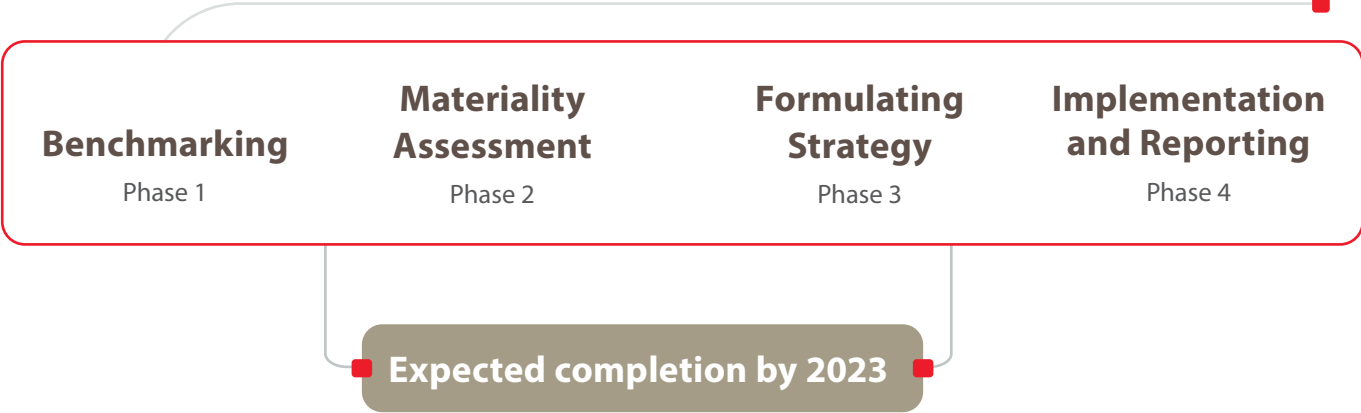 Benchmarking
Phase 1
Materiality
Assessment
Phase 2
Formulating
Strategy
Phase 3
Implementation
and Reporting
Phase 4
Expected completion by 2023